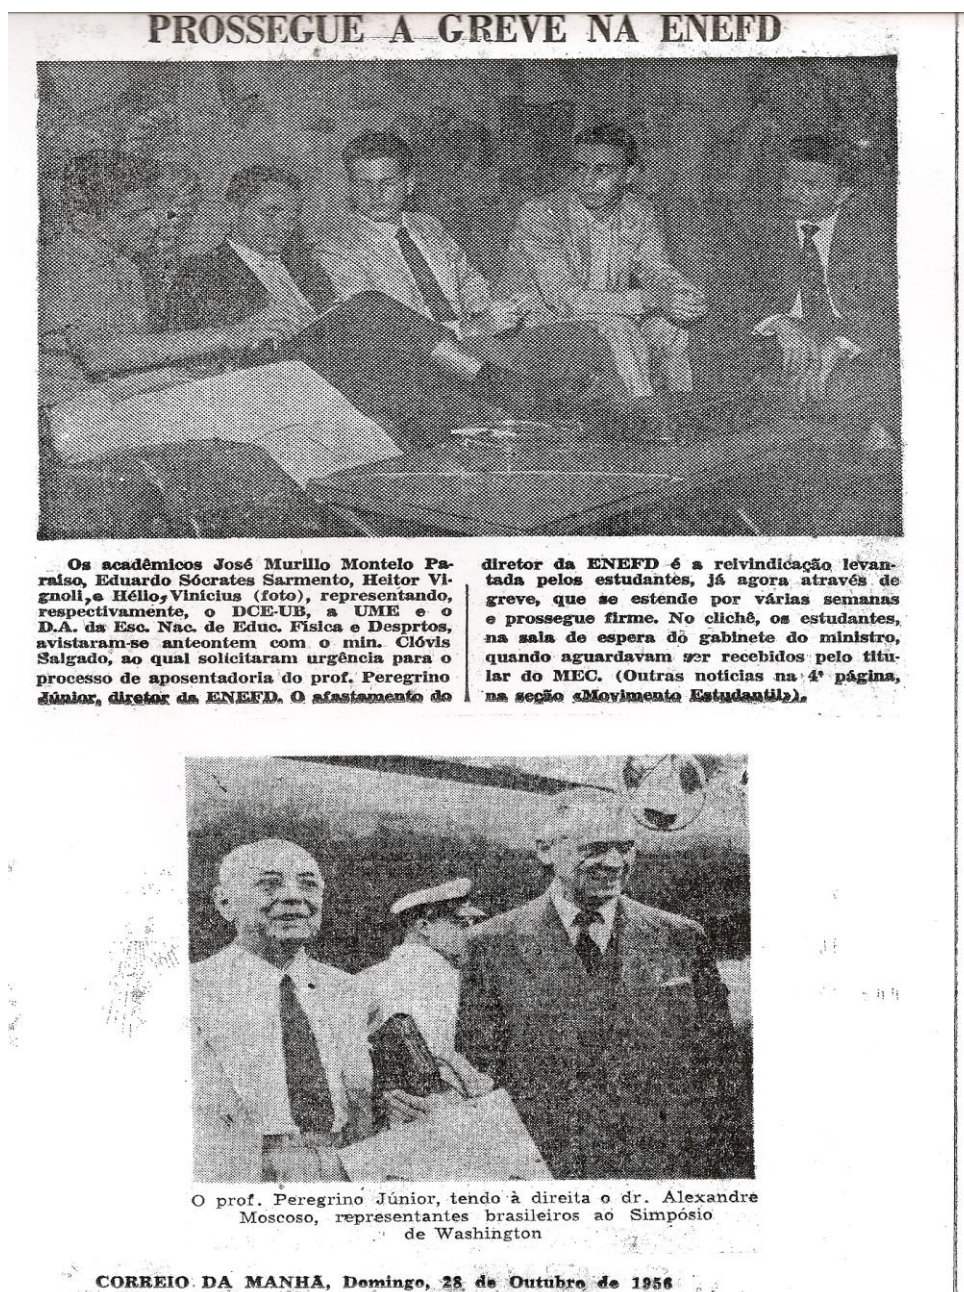 PROSSEGUE A GREVE NA ENEFD
Os acadêmicos José Murillo Montelo Pa-
raíso, Eduardo Sócrates Sarmento, Heitor Vi-
gnoli, e Hélio, Vinícius (foto), representando,
respectivamente, o DCE-UB, a UME e o
D.A. da Esc. Nac. de Educ. Física e Desprtos,
avistaram-se anteontem com o min. Clóvis
Salgado, ao qual solicitaram urgência para o
processo de aposentadoria do prof. Peregrino
Júnior, diretor da ENEFD. O afastamento do
diretor da ENEFD é a reivindicação levan-
tada pelos estudantes, já agora através de
greve, que se estende por várias semanas
e prossegue firme. No clichê, os estudantes,
na sala de espera do gabinete do ministro,
quando aguardavam ser recebidos pelo titu-
lar do MEC. (Outras noticias na 4ª página,
na seção «Movimento Estudantil»).
O prof. Peregrino Júnior, tendo à direita o dr. Alexandre
Moscoso, representantes brasileiros ao Simpósio
de Washington
CORREIO DA MANHÃ, Domingo, 28 de Outubro de 1956